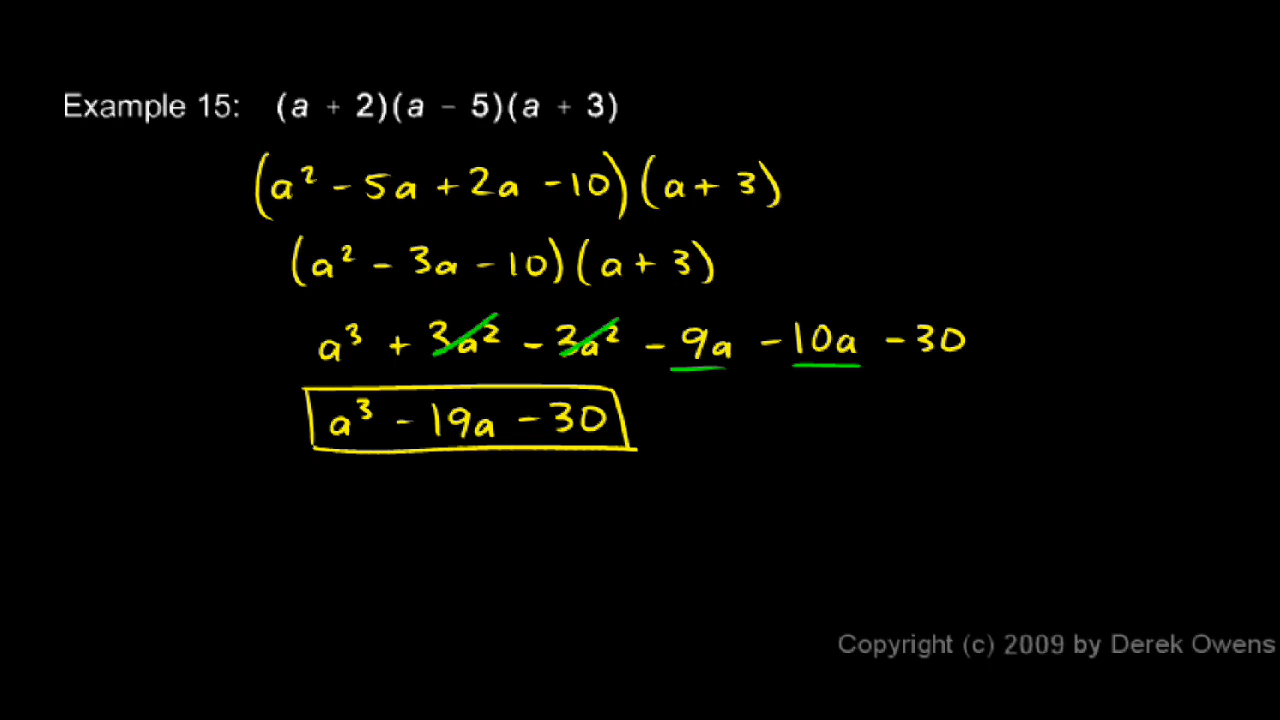 Example 15: (a + 2)(a - 5)(a + 3)
(a² - 5a + 2a - 10)(a + 3)
(a² - 3a - 10)(a + 3)
a³ + 3a² - 3a² - 9a - 10a - 30
a³ - 19a - 30
Copyright (c) 2009 by Derek Owens